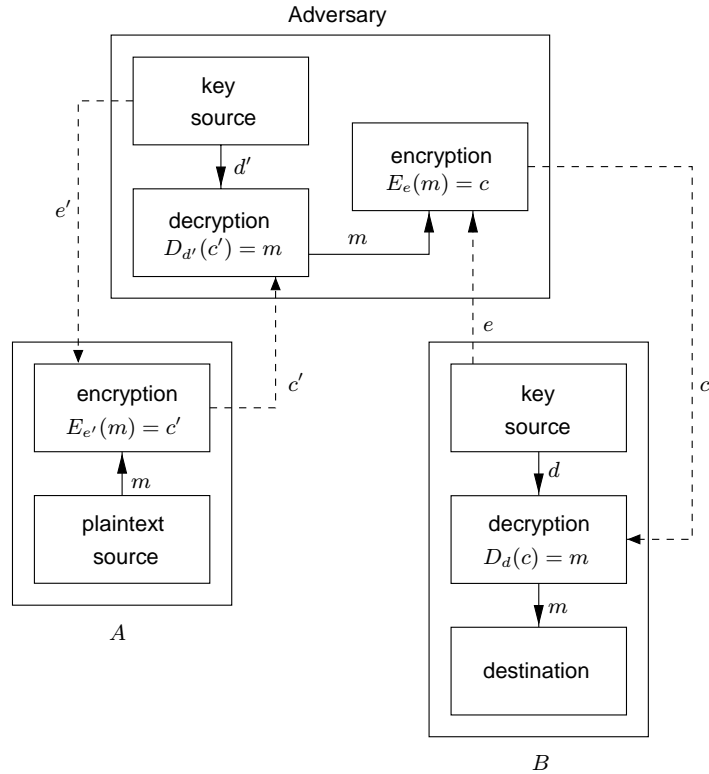 Adversary
key
source
d′
e′
decryption
D_{d′}(c′) = m
m
encryption
E_e(m) = c
e
c
c′
encryption
E_{e′}(m) = c′
m
plaintext
source
A
key
source
d
decryption
D_d(c) = m
m
destination
B